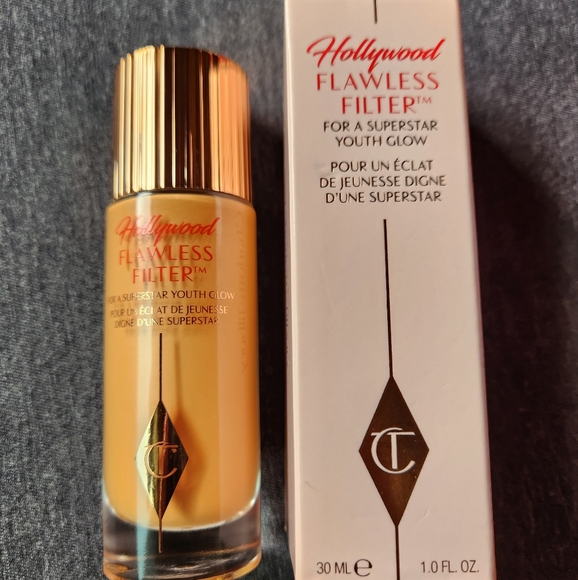 Hollywood
FLAWLESS
FILTER™
FOR A SUPERSTAR YOUTH GLOW
POUR UN ÉCLAT DE JEUNESSE
DIGNE D'UNE SUPERSTAR
CT
Hollywood
FLAWLESS
FILTER™
FOR A SUPERSTAR
YOUTH GLOW
POUR UN ÉCLAT
DE JEUNESSE DIGNE
D'UNE SUPERSTAR
CT
30 ML ℮ 1.0 FL. OZ.